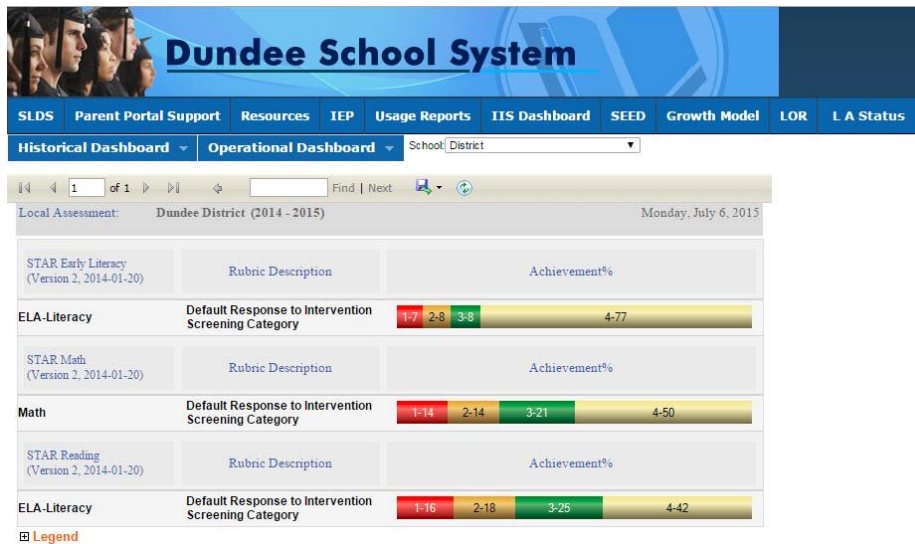 Dundee School System
SLDS Parent Portal Support Resources IEP Usage Reports IIS Dashboard SEED Growth Model LOR L A Status
Historical Dashboard Operational Dashboard School: District
1 of 1 Find | Next
Local Assessment: Dundee District (2014 - 2015) Monday, July 6, 2015
STAR Early Literacy
(Version 2, 2014-01-20) Rubric Description Achievement%
ELA-Literacy Default Response to Intervention
Screening Category 1-7 2-8 3-8 4-77
STAR Math
(Version 2, 2014-01-20) Rubric Description Achievement%
Math Default Response to Intervention
Screening Category 1-14 2-14 3-21 4-50
STAR Reading
(Version 2, 2014-01-20) Rubric Description Achievement%
ELA-Literacy Default Response to Intervention
Screening Category 1-16 2-18 3-25 4-42
Legend